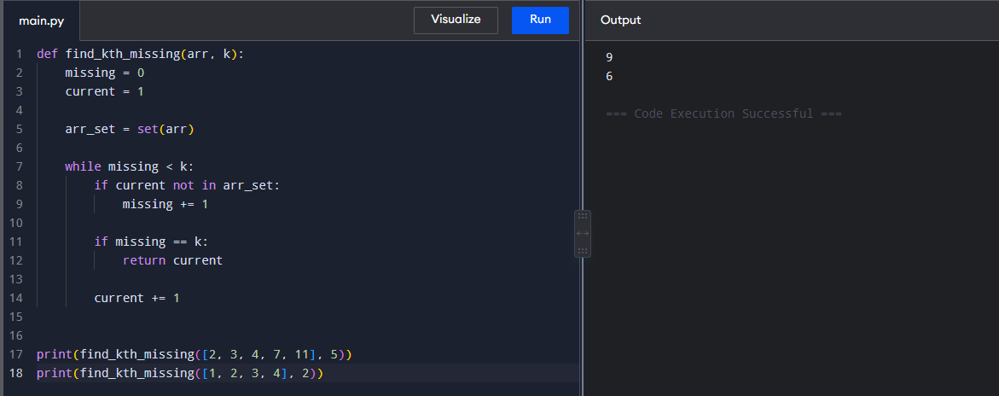 main.py
Visualize
Run
Output
1 def find_kth_missing(arr, k):
2     missing = 0
3     current = 1
4
5     arr_set = set(arr)
6
7     while missing < k:
8         if current not in arr_set:
9             missing += 1
10
11         if missing == k:
12             return current
13
14         current += 1
15
16
17 print(find_kth_missing([2, 3, 4, 7, 11], 5))
18 print(find_kth_missing([1, 2, 3, 4], 2))
9
6
=== Code Execution Successful ===